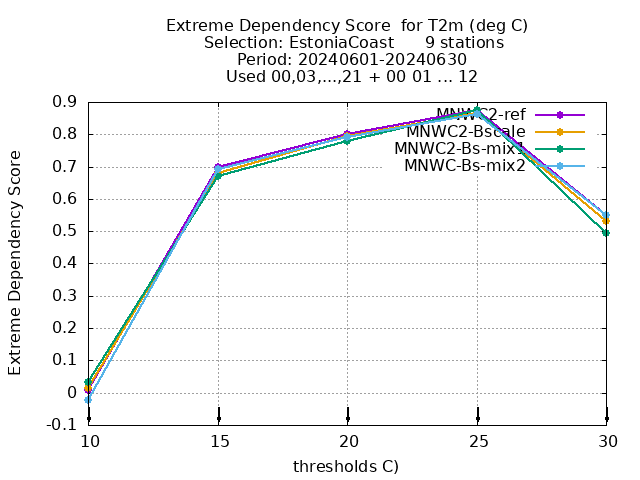 Extreme Dependency Score  for T2m (deg C)
Selection: EstoniaCoast      9 stations
Period: 20240601-20240630
Used 00,03,...,21 + 00 01 ... 12
Extreme Dependency Score
0.9
0.8
0.7
0.6
0.5
0.4
0.3
0.2
0.1
0
-0.1
MNWC2-ref
MNWC2-Bscale
MNWC2-Bs-mix1
MNWC-Bs-mix2
10
15
20
25
30
thresholds C)